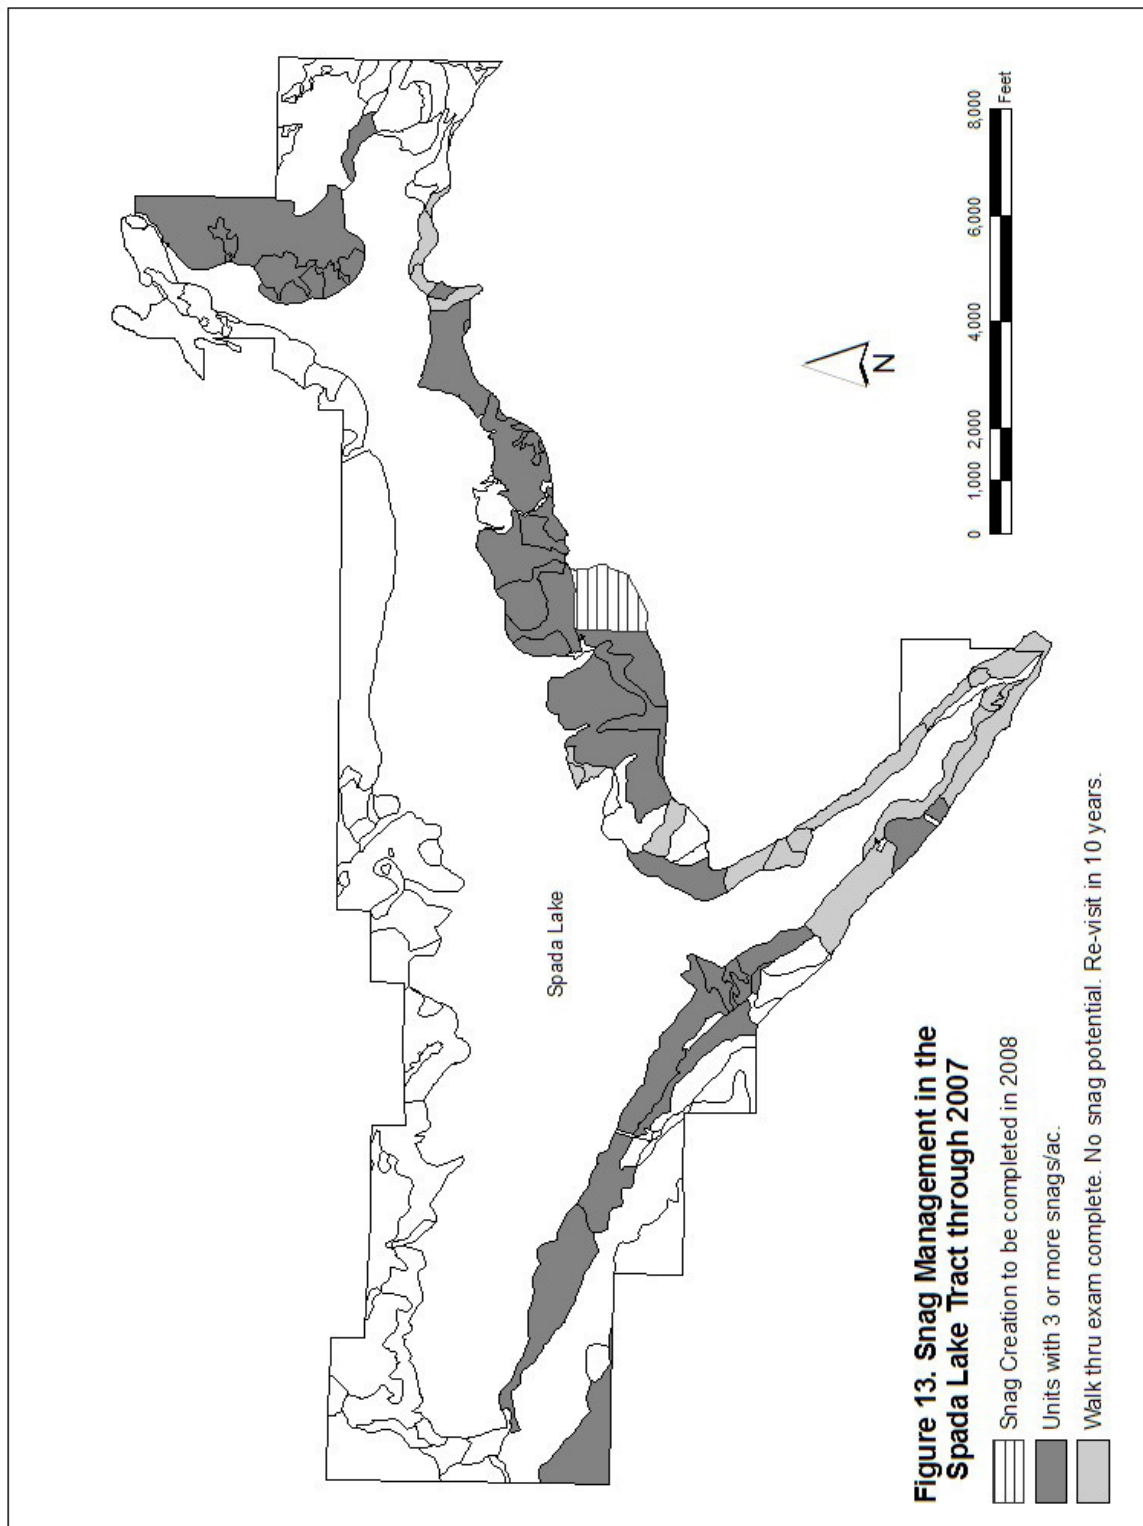 Spada Lake
N
0 1,000 2,000 4,000 6,000 8,000
Feet
Figure 13. Snag Management in the
Spada Lake Tract through 2007
Snag Creation to be completed in 2008
Units with 3 or more snags/ac.
Walk thru exam complete. No snag potential. Re-visit in 10 years.